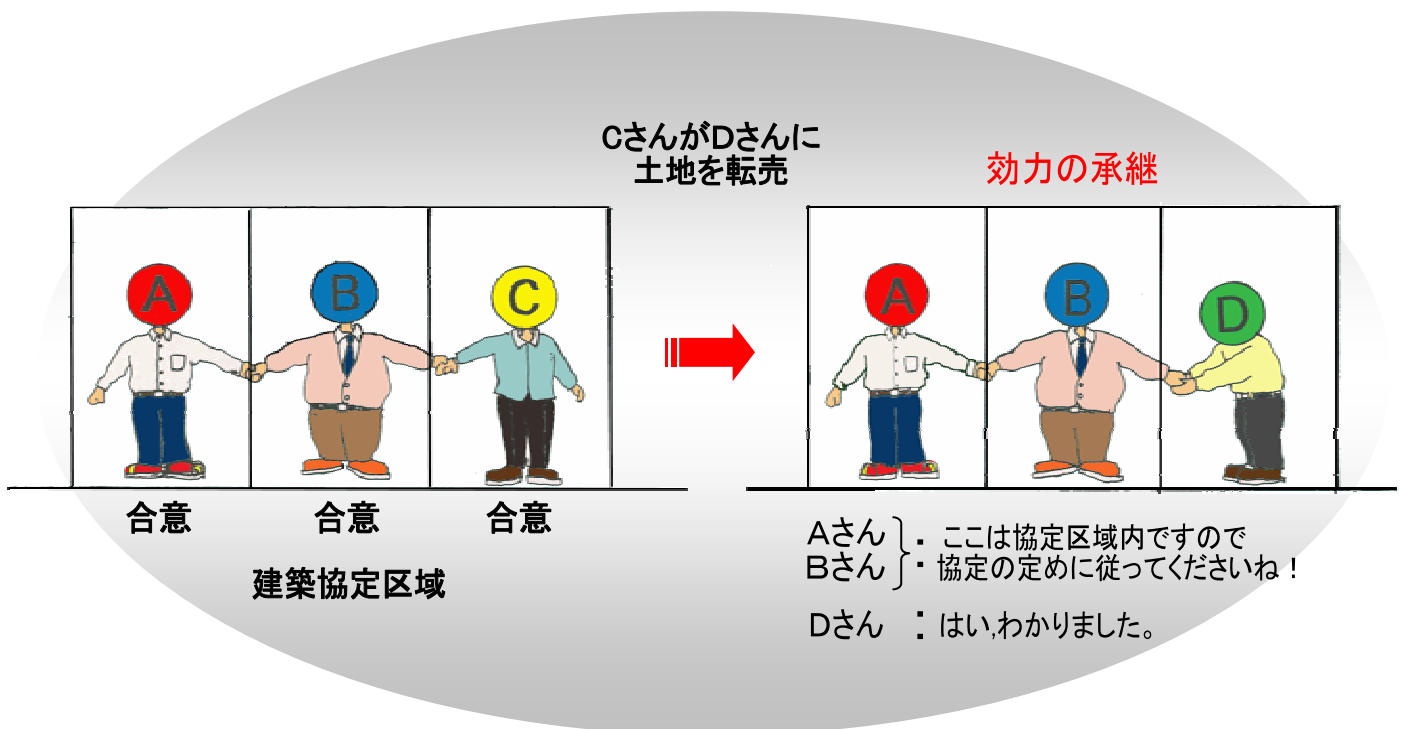 CさんがDさんに
土地を転売
効力の承継
A
B
C
A
B
D
合意
合意
合意
建築協定区域
Aさん
Bさん
: ここは協定区域内ですので
協定の定めに従ってくださいね！
Dさん : はい,わかりました。